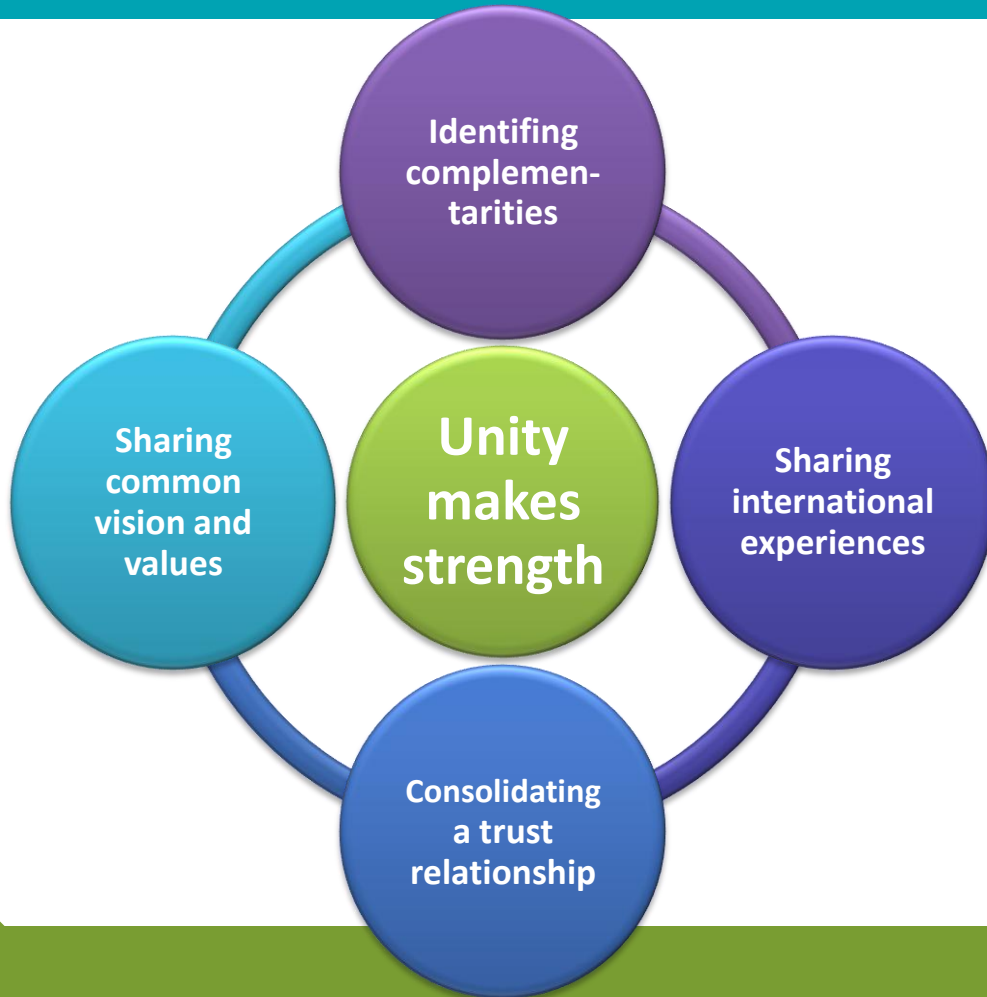 Identifing
complemen-
tarities
Sharing
common
vision and
values
Unity
makes
strength
Sharing
international
experiences
Consolidating
a trust
relationship